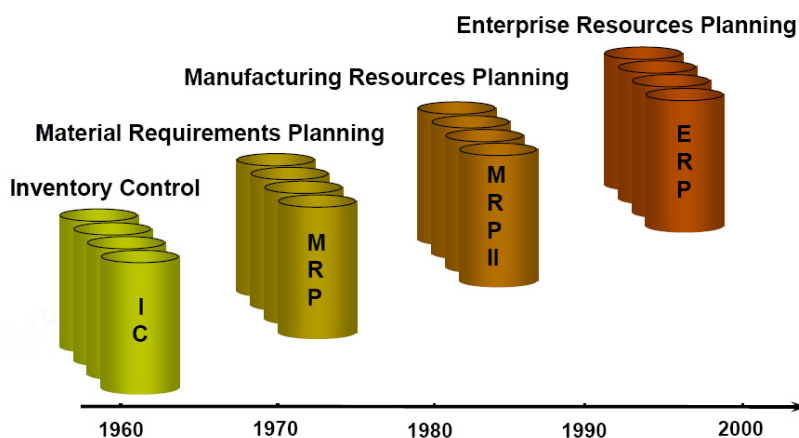 Enterprise Resources Planning
Manufacturing Resources Planning
Material Requirements Planning
Inventory Control
I
C
M
R
P
M
R
P
II
E
R
P
1960 1970 1980 1990 2000